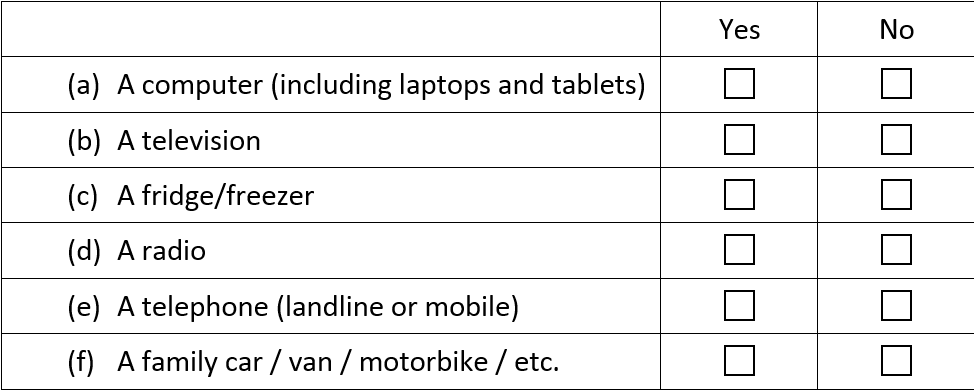 Yes No
(a) A computer (including laptops and tablets)
(b) A television
(c) A fridge/freezer
(d) A radio
(e) A telephone (landline or mobile)
(f) A family car / van / motorbike / etc.